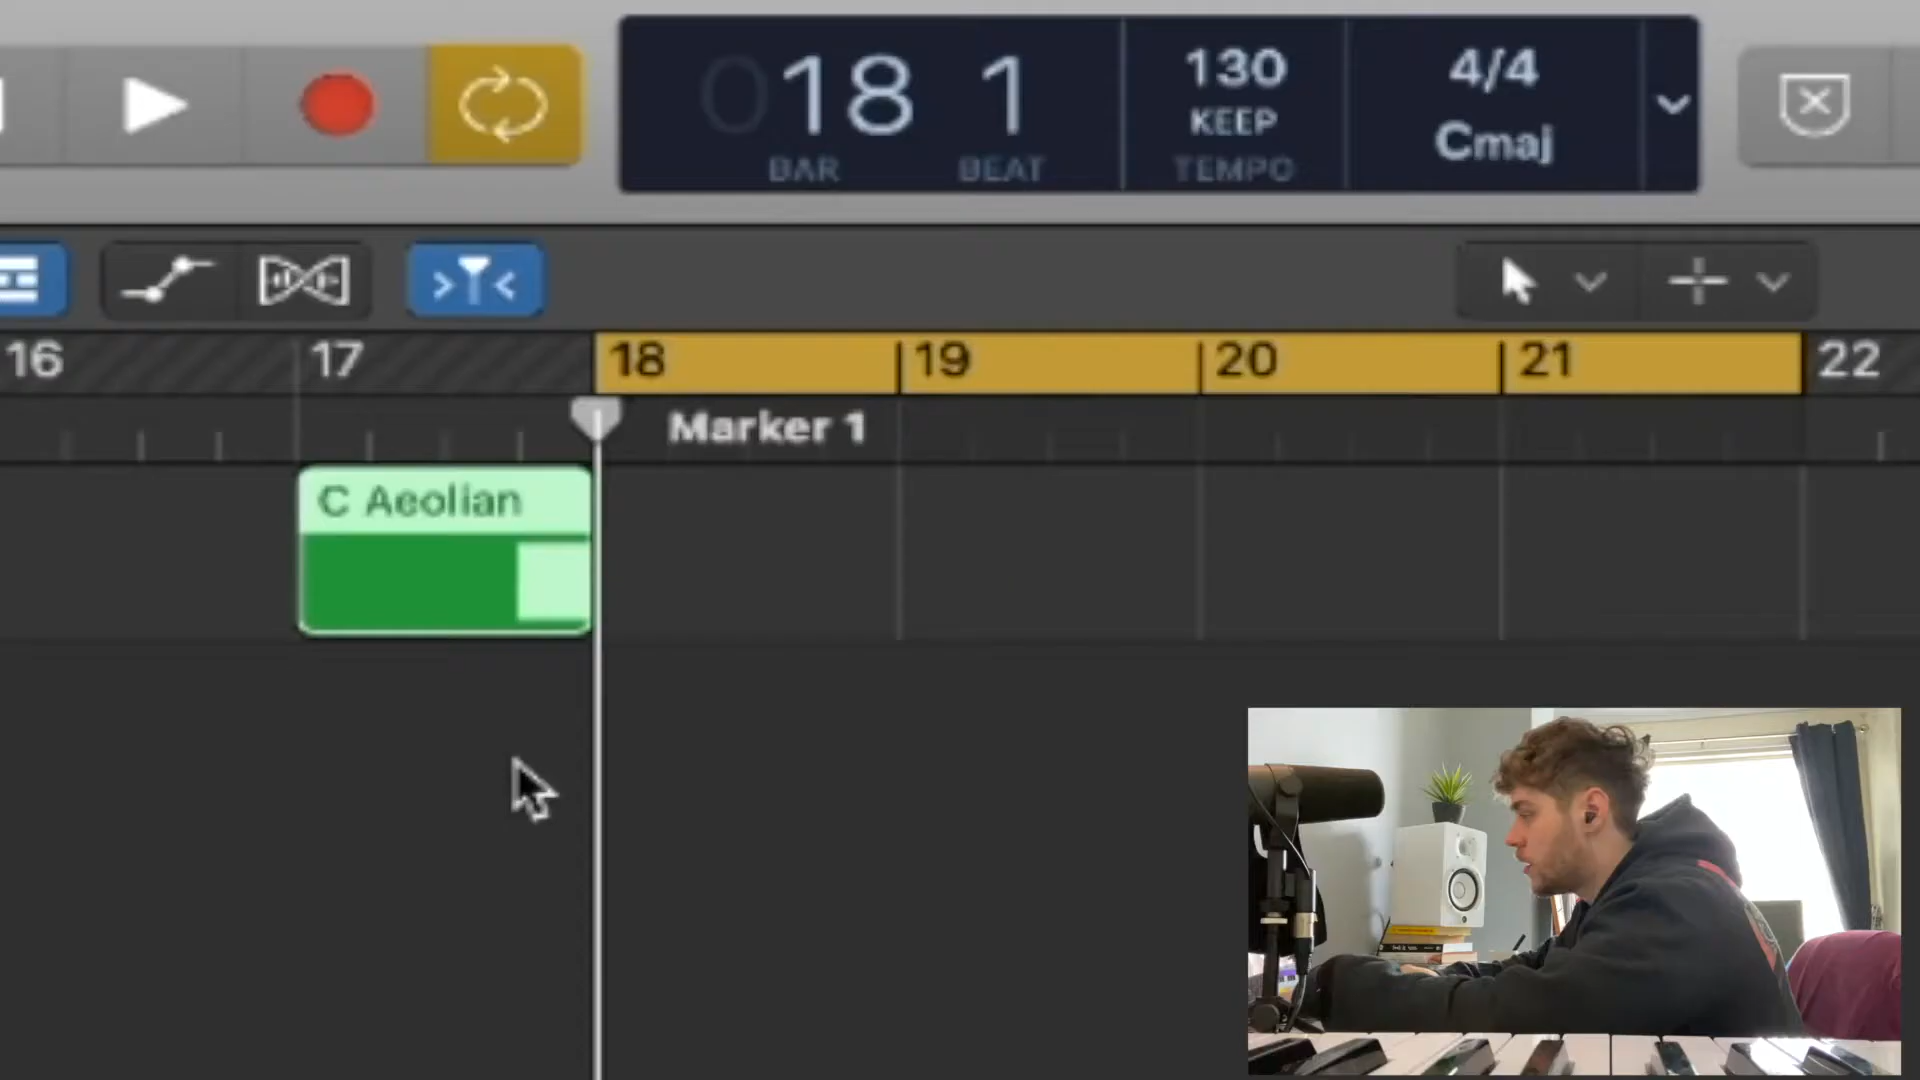 018 1
BAR BEAT
130
KEEP
TEMPO
4/4
Cmaj
16 17 18 19 20 21 22
Marker 1
C Aeolian